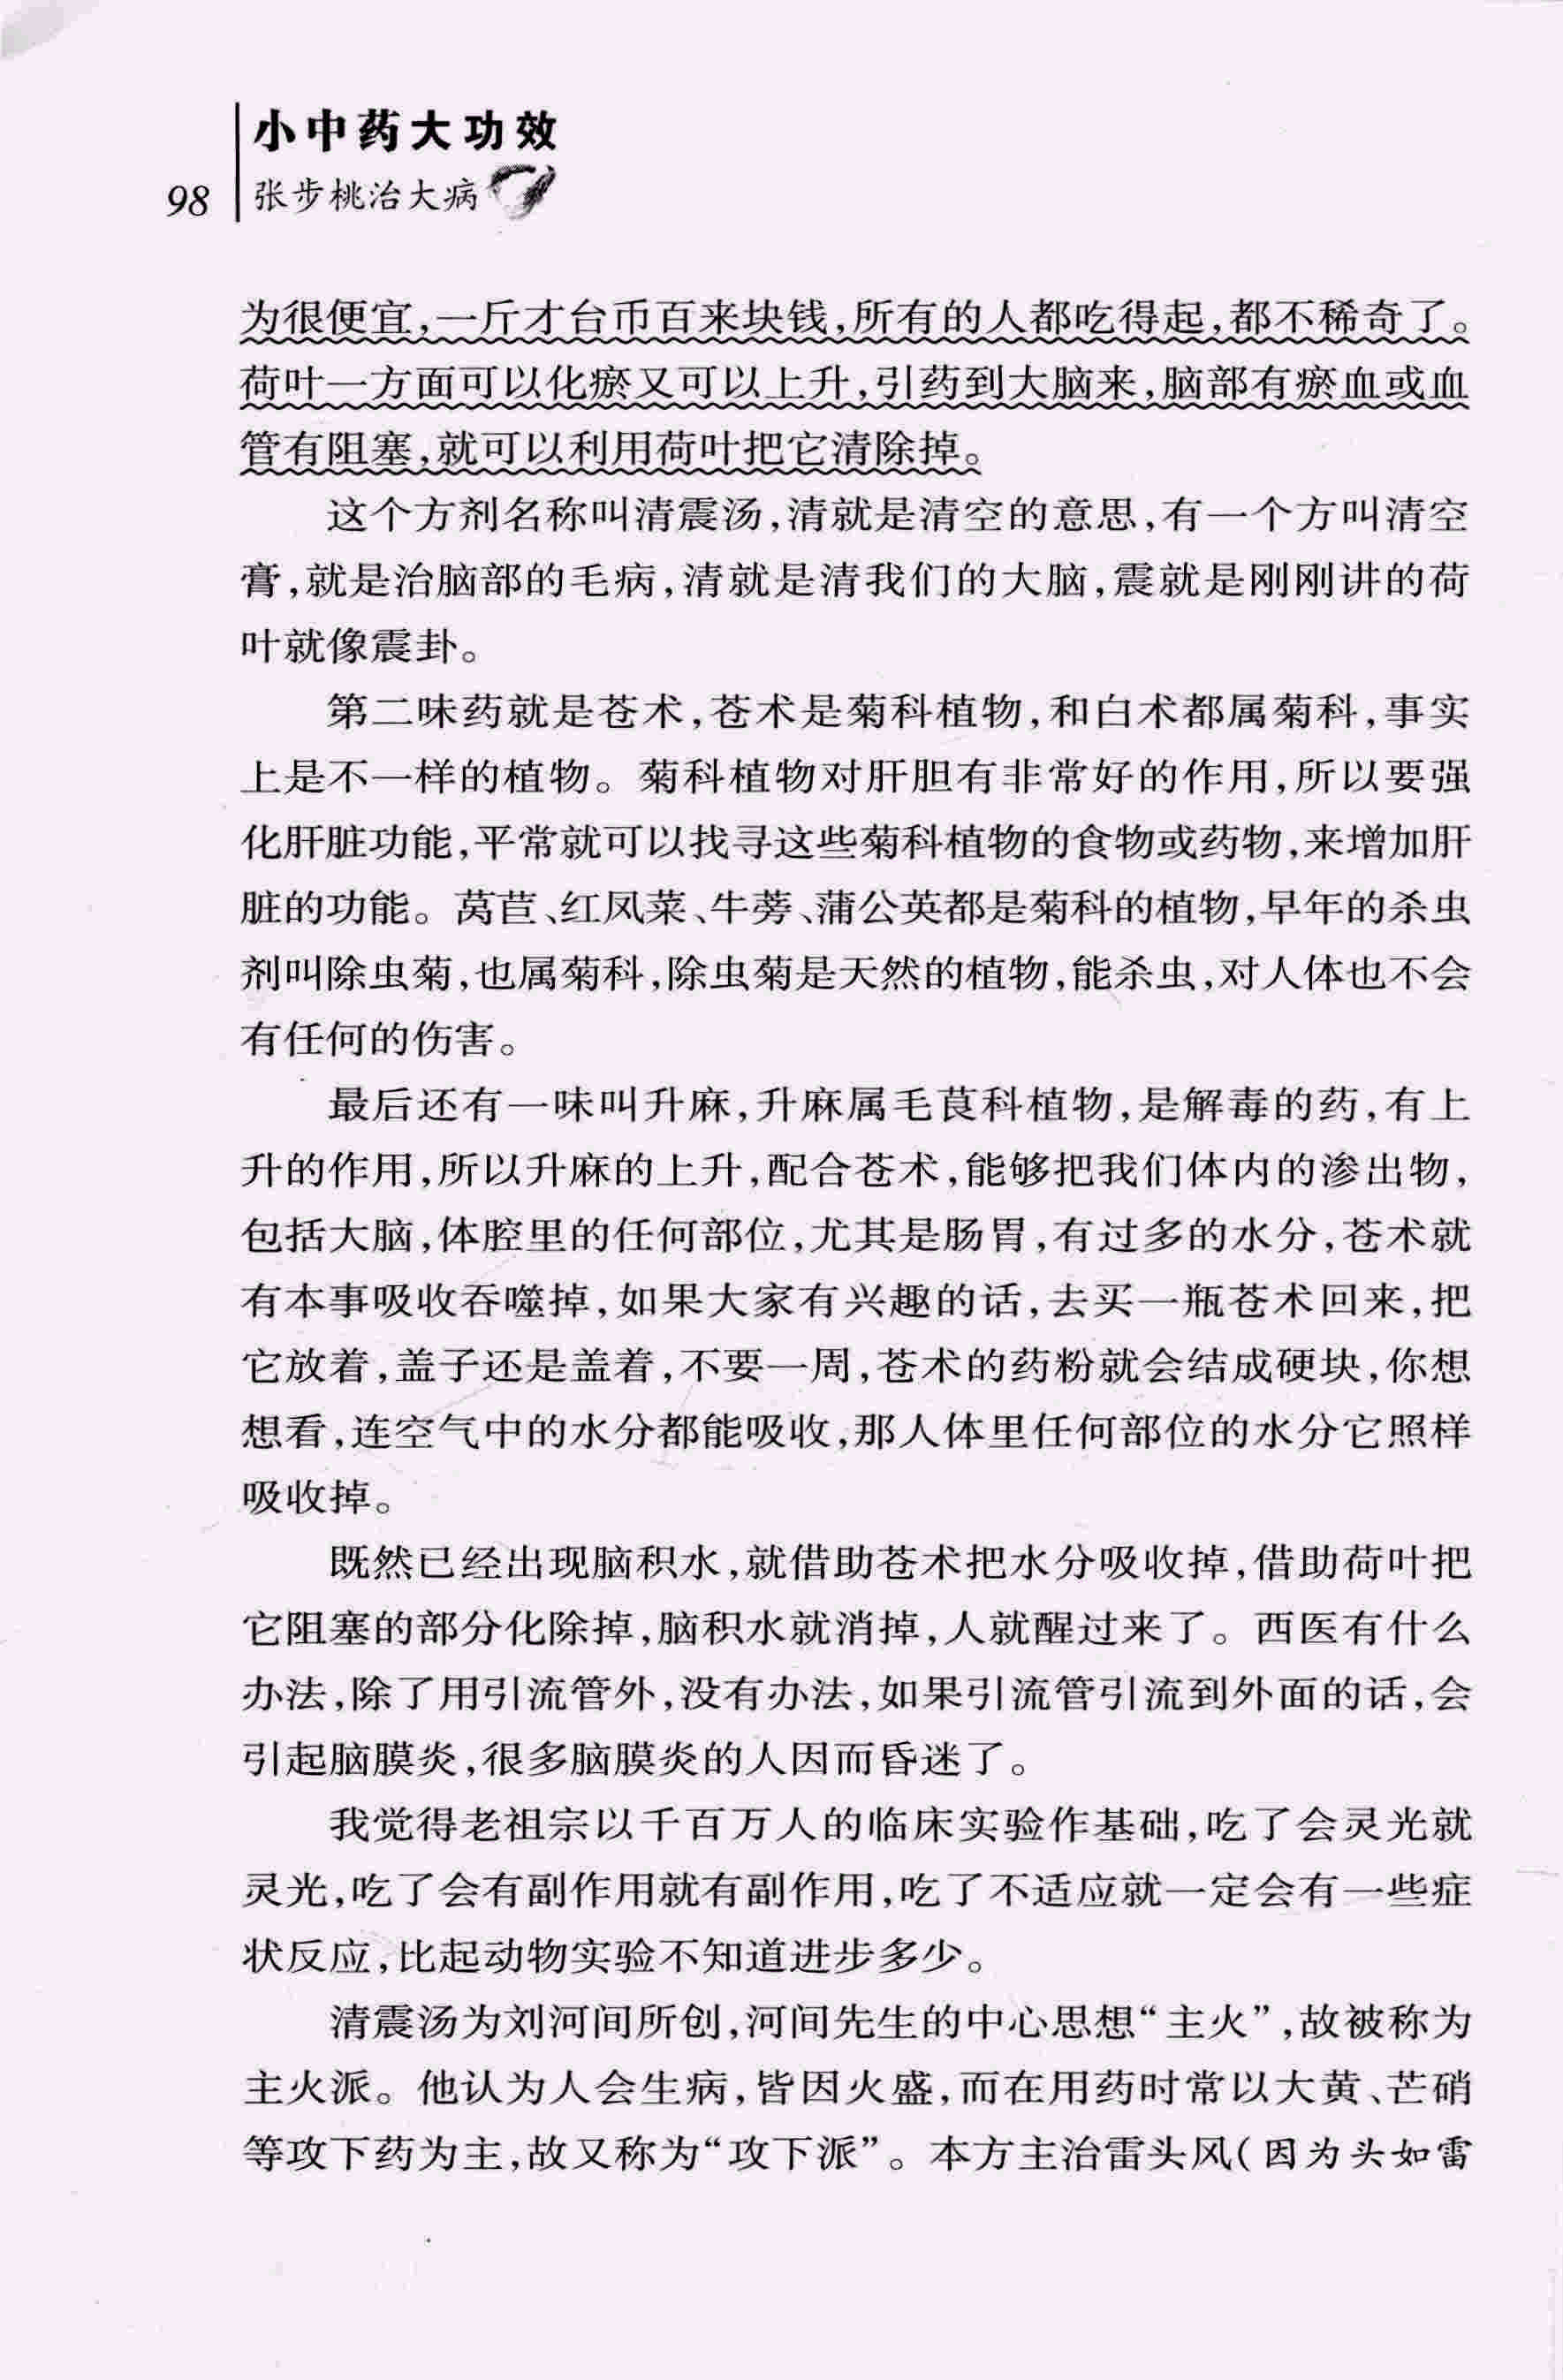 小中药大功效
98
张步桃治大病
为很便宜,一斤才台币百来块钱,所有的人都吃得起,都不稀奇了。
荷叶一方面可以化瘀又可以上升,引药到大脑来,脑部有瘀血或血
管有阻塞,就可以利用荷叶把它清除掉。
这个方剂名称叫清震汤,清就是清空的意思,有一个方叫清空
膏,就是治脑部的毛病,清就是清我们的大脑,震就是刚刚讲的荷
叶就像震卦。
第二味药就是苍术,苍术是菊科植物,和白术都属菊科,事实
上是不一样的植物。菊科植物对肝胆有非常好的作用,所以要强
化肝脏功能,平常就可以找寻这些菊科植物的食物或药物,来增加肝
脏的功能。莴苣、红凤菜、牛蒡、蒲公英都是菊科的植物,早年的杀虫
剂叫除虫菊,也属菊科,除虫菊是天然的植物,能杀虫,对人体也不会
有任何的伤害。
最后还有一味叫升麻,升麻属毛茛科植物,是解毒的药,有上
升的作用,所以升麻的上升,配合苍术,能够把我们体内的渗出物,
包括大脑,体腔里的任何部位,尤其是肠胃,有过多的水分,苍术就
有本事吸收吞噬掉,如果大家有兴趣的话,去买一瓶苍术回来,把
它放着,盖子还是盖着,不要一周,苍术的药粉就会结成硬块,你想
想看,连空气中的水分都能吸收,那人体里任何部位的水分它照样
吸收掉。
既然已经出现脑积水,就借助苍术把水分吸收掉,借助荷叶把
它阻塞的部分化除掉,脑积水就消掉,人就醒过来了。西医有什么
办法,除了用引流管外,没有办法,如果引流管引流到外面的话,会
引起脑膜炎,很多脑膜炎的人因而昏迷了。
我觉得老祖宗以千百万人的临床实验作基础,吃了会灵光就
灵光,吃了会有副作用就有副作用,吃了不适应就一定会有一些症
状反应,比起动物实验不知道进步多少。
清震汤为刘河间所创,河间先生的中心思想“主火”,故被称为
主火派。他认为人会生病,皆因火盛,而在用药时常以大黄、芒硝
等攻下药为主,故又称为“攻下派”。本方主治雷头风(因为头如雷